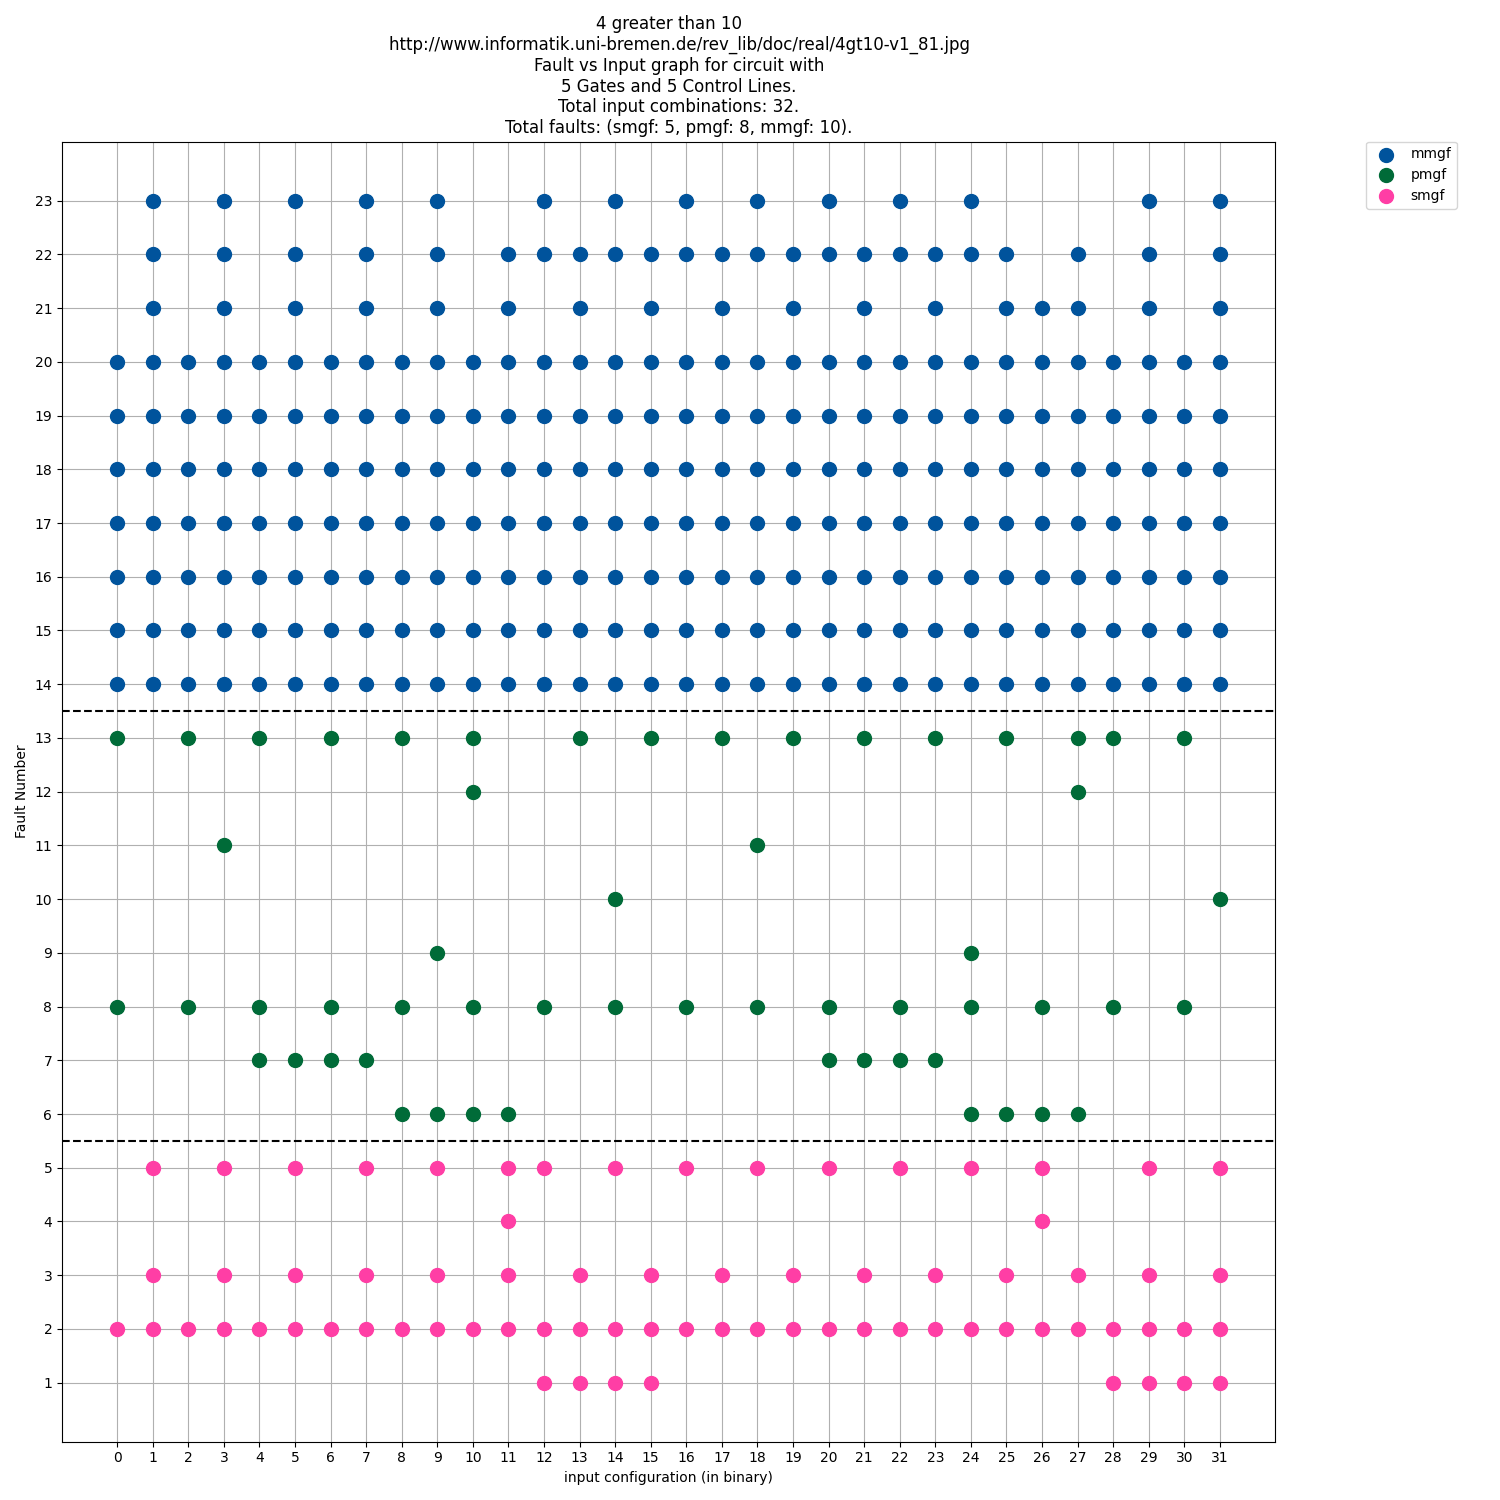 4 greater than 10
http://www.informatik.uni-bremen.de/rev_lib/doc/real/4gt10-v1_81.jpg
Fault vs Input graph for circuit with
5 Gates and 5 Control Lines.
Total input combinations: 32.
Total faults: (smgf: 5, pmgf: 8, mmgf: 10).
mmgf
pmgf
smgf
23
22
21
20
19
18
17
16
15
14
13
12
11
10
9
8
7
6
5
4
3
2
1
Fault Number
0 1 2 3 4 5 6 7 8 9 10 11 12 13 14 15 16 17 18 19 20 21 22 23 24 25 26 27 28 29 30 31
input configuration (in binary)